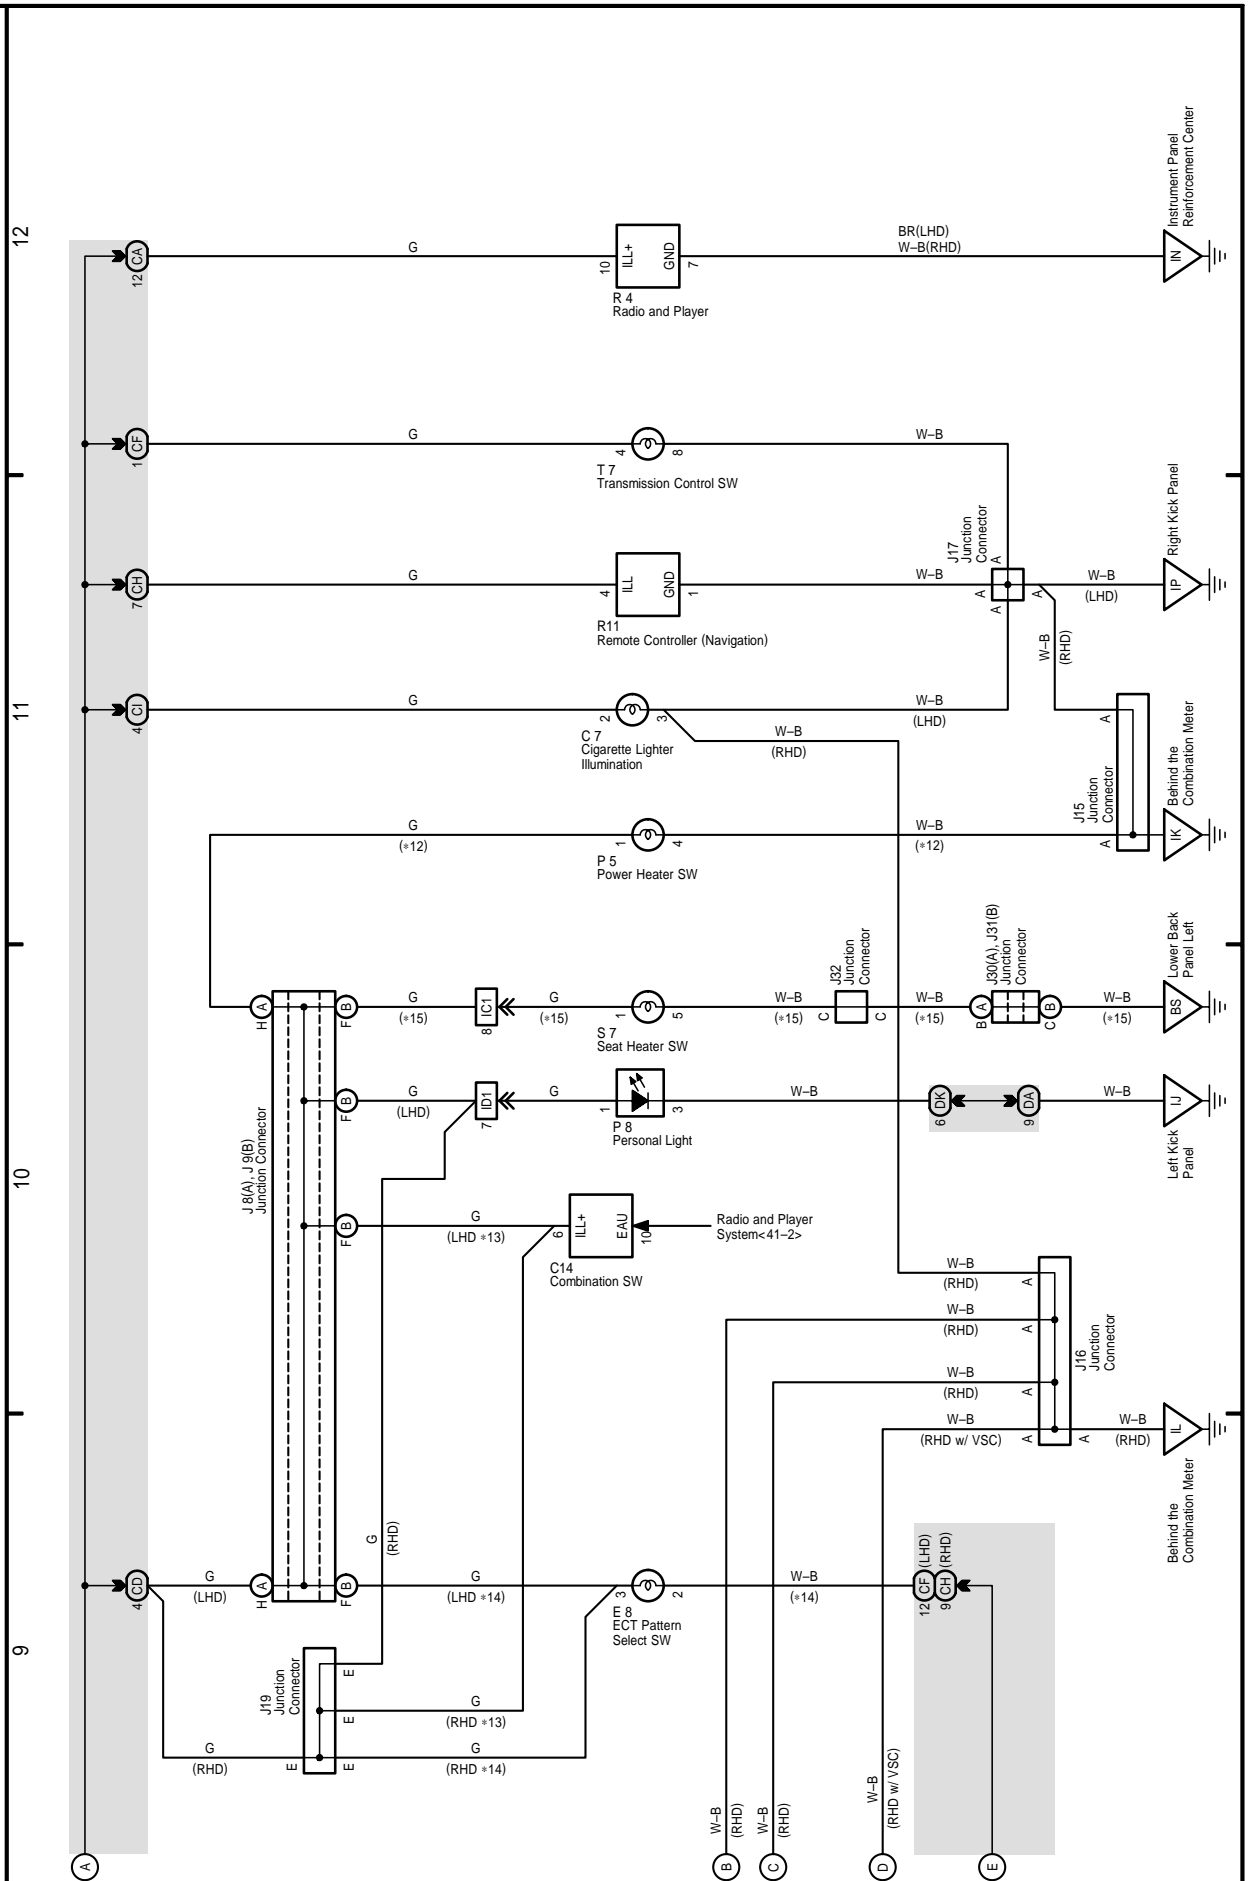 12
12 CA
G
10
ILL+
GND
7
R 4
Radio and Player
BR(LHD)
W–B(RHD)
IN
Instrument Panel
Reinforcement Center
1 CF
G
4
8
T 7
Transmission Control SW
W–B
7 CH
G
4
ILL
GND
1
R11
Remote Controller (Navigation)
W–B
J17
Junction
Connector
A
A
A
A
W–B
(LHD)
W–B
(RHD)
IP
Right Kick Panel
11
4 CI
G
2
3
C 7
Cigarette Lighter
Illumination
W–B
(LHD)
W–B
(RHD)
G
(*12)
1
4
P 5
Power Heater SW
W–B
(*12)
A
A
J15
Junction
Connector
IK
Behind the
Combination Meter
H A
F B
G
(*15)
8 IC1
G
(*15)
1
5
S 7
Seat Heater SW
W–B
(*15)
C
C
J32
Junction
Connector
W–B
(*15)
B A
C B
J30(A), J31(B)
Junction
Connector
W–B
(*15)
BS
Lower Back
Panel Left
F B
G
(LHD)
7 ID1
G
1
3
P 8
Personal Light
W–B
6 DK
9 DA
W–B
IJ
Left Kick
Panel
10
J 8(A), J 9(B)
Junction Connector
F B
G
(LHD *13)
6
ILL+
EAU
10
C14
Combination SW
Radio and Player
System<41–2>
W–B
(RHD)
A
W–B
(RHD)
A
W–B
(RHD)
A
W–B
(RHD w/ VSC)
A
A
J16
Junction
Connector
W–B
(RHD)
IL
Behind the
Combination Meter
G
(RHD)
9
4 CD
G
(LHD)
H A
F B
G
(LHD *14)
3
2
E 8
ECT Pattern
Select SW
W–B
(*14)
12 CF (LHD)
9 CH (RHD)
J19
Junction
Connector
E
E
E
E
G
(RHD *13)
G
(RHD)
G
(RHD *14)
W–B
(RHD)
W–B
(RHD)
W–B
(RHD w/ VSC)
A
B
C
D
E